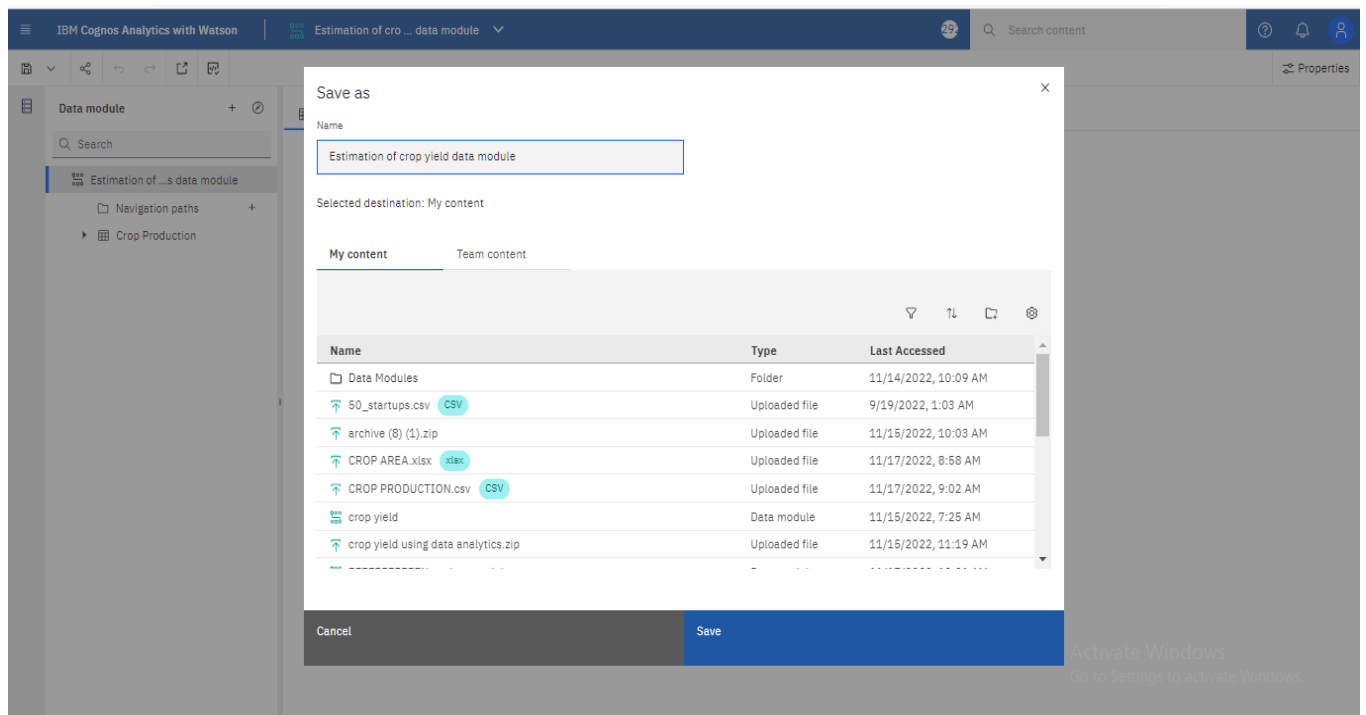 IBM Cognos Analytics with Watson
Estimation of cro ... data module
29
Search content
Properties
Data module
Search
Estimation of ...s data module
Navigation paths
Crop Production
Save as
Name
Estimation of crop yield data module
Selected destination: My content
My content Team content
Name Type Last Accessed
Data Modules Folder 11/14/2022, 10:09 AM
50_startups.csv CSV Uploaded file 9/19/2022, 1:03 AM
archive (8) (1).zip Uploaded file 11/15/2022, 10:03 AM
CROP AREA.xlsx xlsx Uploaded file 11/17/2022, 8:58 AM
CROP PRODUCTION.csv CSV Uploaded file 11/17/2022, 9:02 AM
crop yield Data module 11/15/2022, 7:25 AM
crop yield using data analytics.zip Uploaded file 11/15/2022, 11:19 AM
Cancel Save
Activate Windows
Go to Settings to activate Windows.